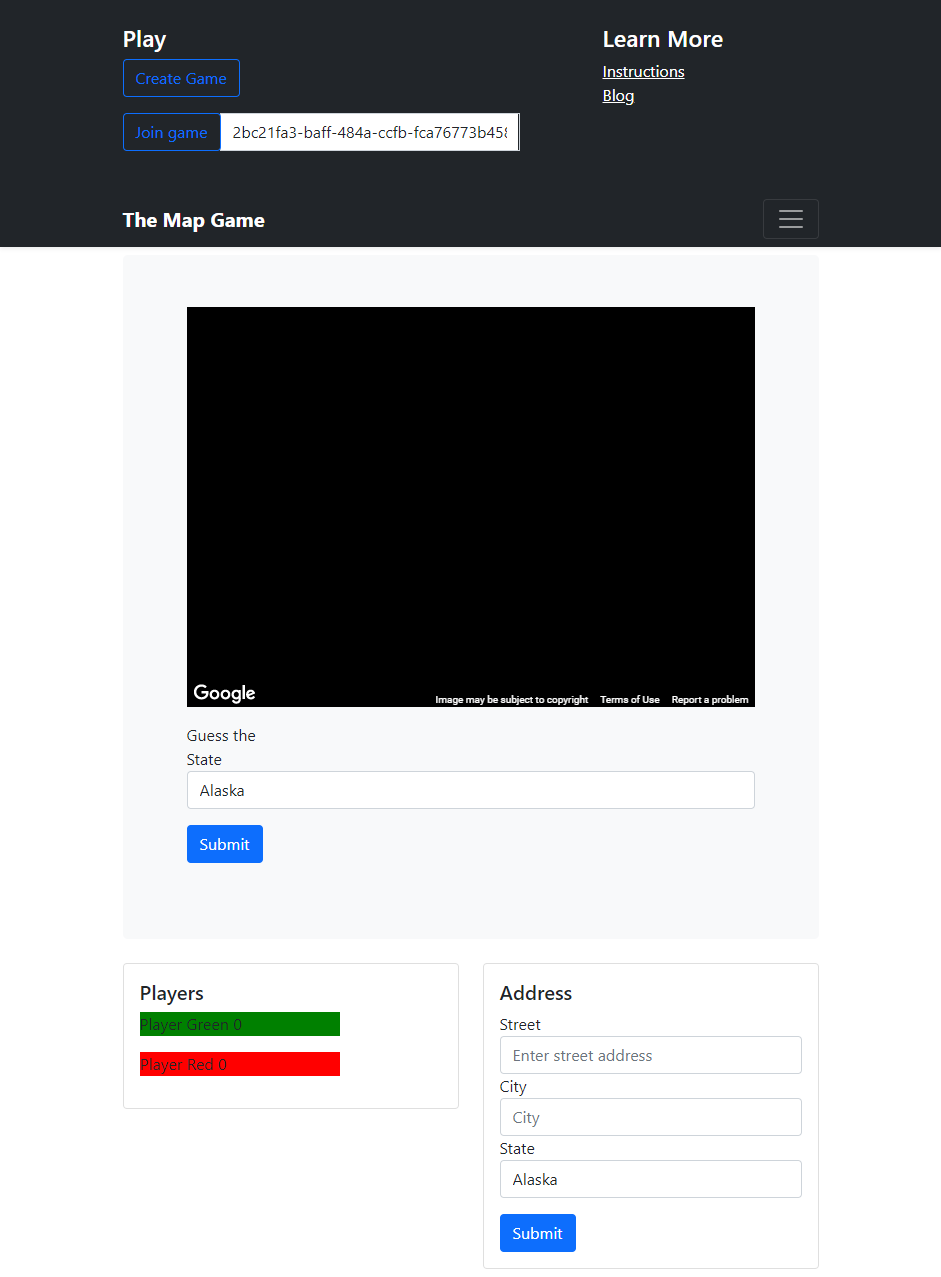 Play
Create Game
Join game 2bc21fa3-baff-484a-ccfb-fca76773b458
Learn More
Instructions
Blog
The Map Game
Google
Image may be subject to copyright Terms of Use Report a problem
Guess the
State
Alaska
Submit
Players
Player Green 0
Player Red 0
Address
Street
Enter street address
City
City
State
Alaska
Submit